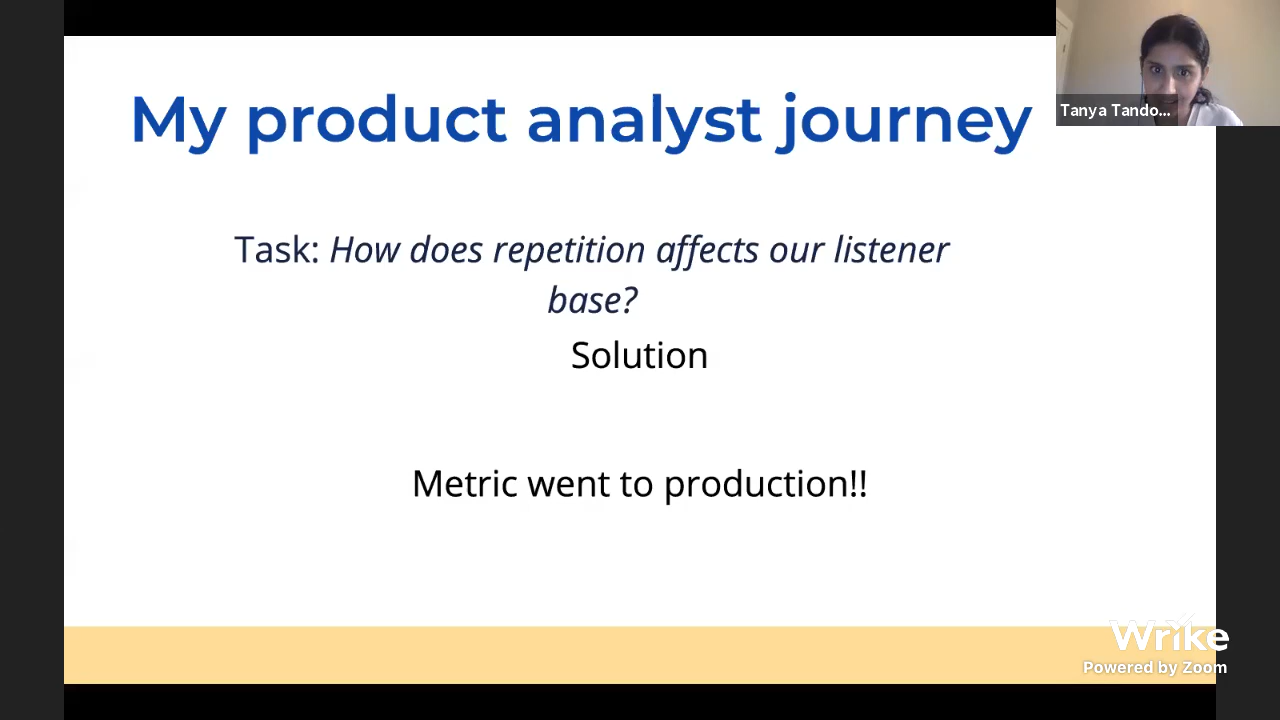 My product analyst journey
Tanya Tando...
Task: How does repetition affects our listener
base?
Solution
Metric went to production!!
Wrike
Powered by Zoom